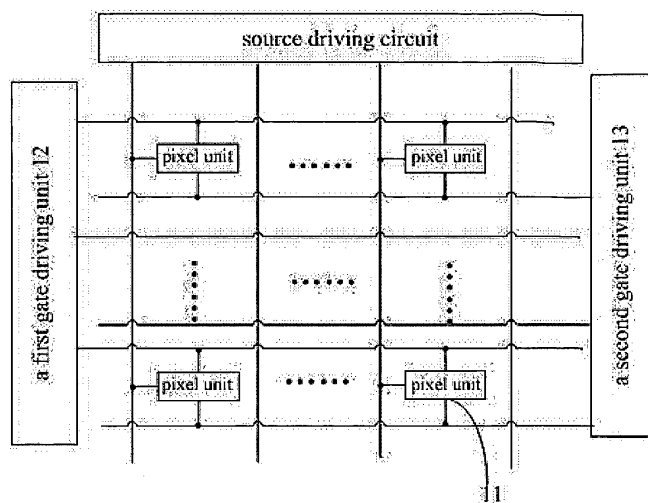 source driving circuit
a first gate driving unit 12
a second gate driving unit 13
pixel unit
pixel unit
pixel unit
pixel unit
11